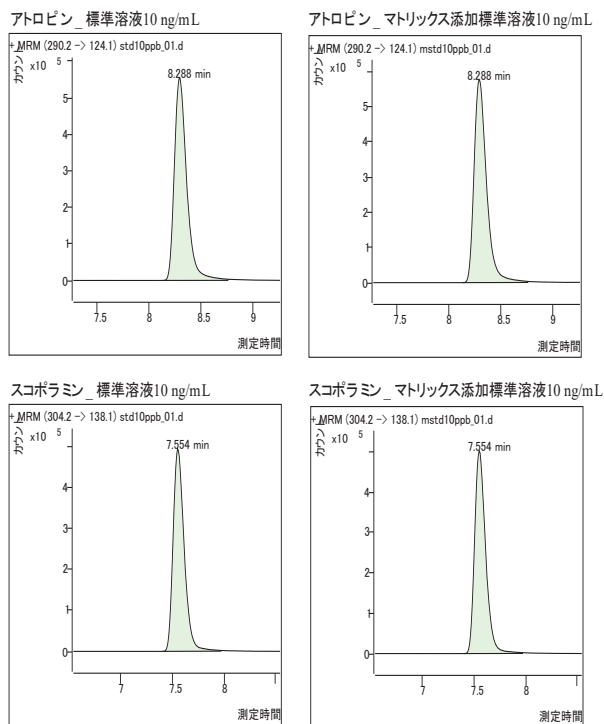 アトロピン_標準溶液10 ng/mL
+ MRM (290.2 -> 124.1) std10ppb_01.d
カウント
x10 5
8.288 min
5
4
3
2
1
0
7.5 8 8.5 9
測定時間
アトロピン_マトリックス添加標準溶液10 ng/mL
+ MRM (290.2 -> 124.1) mstd10ppb_01.d
カウント
x10 5
8.288 min
5
4
3
2
1
0
7.5 8 8.5 9
測定時間
スコポラミン_標準溶液10 ng/mL
+ MRM (304.2 -> 138.1) std10ppb_01.d
カウント
x10 5
7.554 min
4
3
2
1
0
7 7.5 8
測定時間
スコポラミン_マトリックス添加標準溶液10 ng/mL
+ MRM (304.2 -> 138.1) mstd10ppb_01.d
カウント
x10 5
7.554 min
4
3
2
1
0
7 7.5 8
測定時間